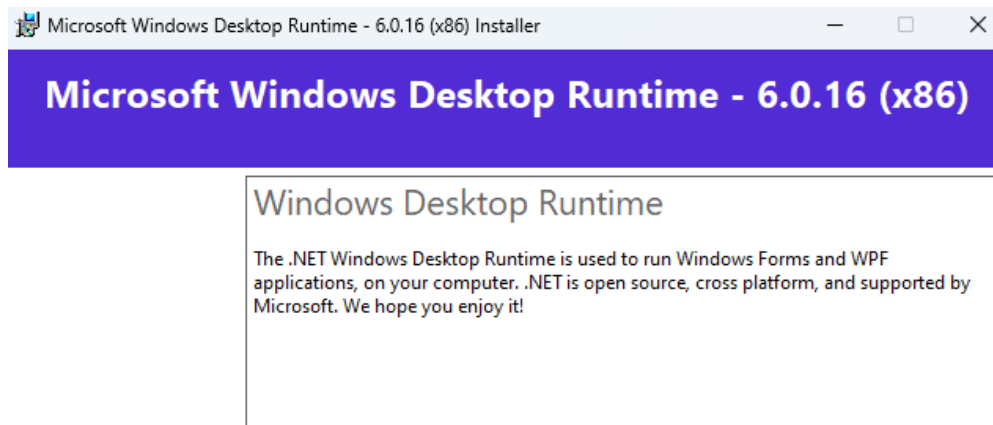 Microsoft Windows Desktop Runtime - 6.0.16 (x86) Installer
Microsoft Windows Desktop Runtime - 6.0.16 (x86)
Windows Desktop Runtime
The .NET Windows Desktop Runtime is used to run Windows Forms and WPF
applications, on your computer. .NET is open source, cross platform, and supported by
Microsoft. We hope you enjoy it!